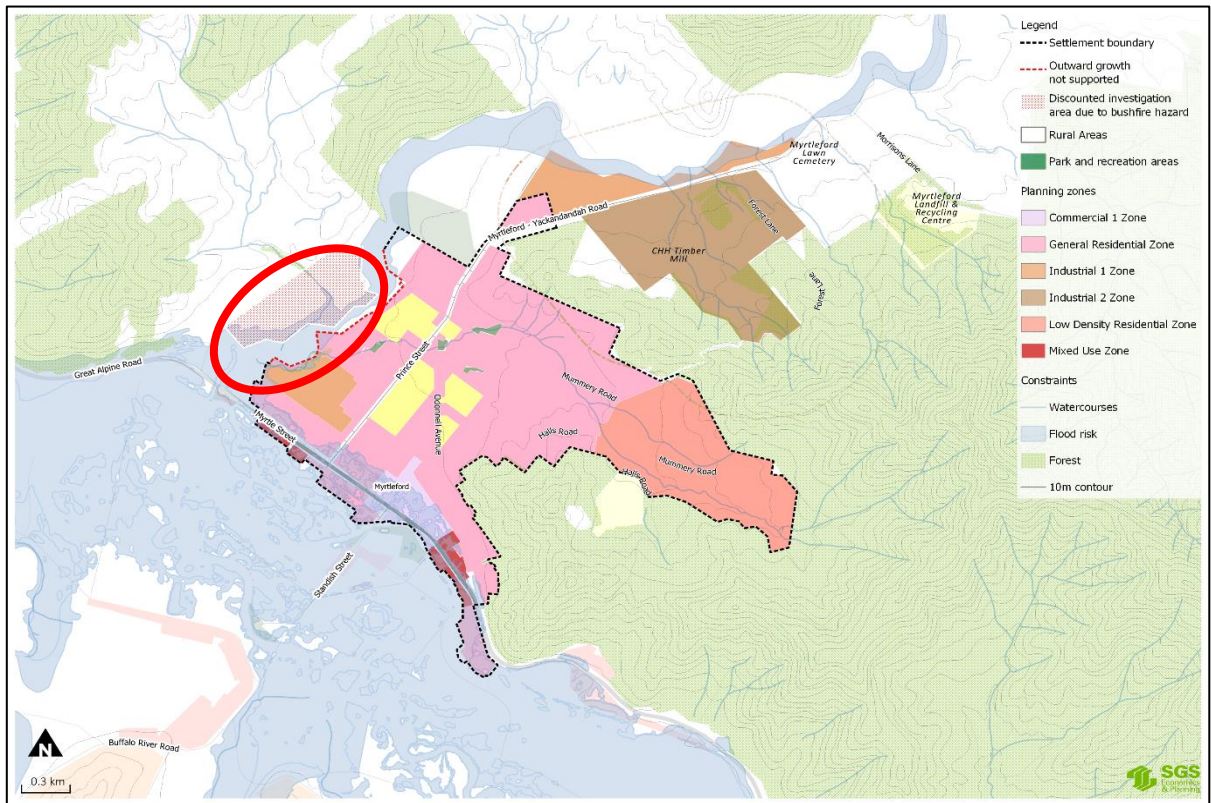 Legend
Settlement boundary
Outward growth
not supported
Discounted investigation
area due to bushfire hazard
Rural Areas
Park and recreation areas
Planning zones
Commercial 1 Zone
General Residential Zone
Industrial 1 Zone
Industrial 2 Zone
Low Density Residential Zone
Mixed Use Zone
Constraints
Watercourses
Flood risk
Forest
10m contour
Myrtleford
Lawn
Cemetery
Morrisons Lane
Myrtleford
Landfill &
Recycling
Centre
Myrtleford - Yackandandah Road
Forest Lane
CHH Timber
Mill
Forest Lane
Great Alpine Road
Prince Street
Oconnell Avenue
Mummery Road
Myrtle Street
Halls Road
Mummery Road
Halls Road
Myrtleford
Standish Street
Buffalo River Road
N
0.3 km
SGS
Economics
& Planning